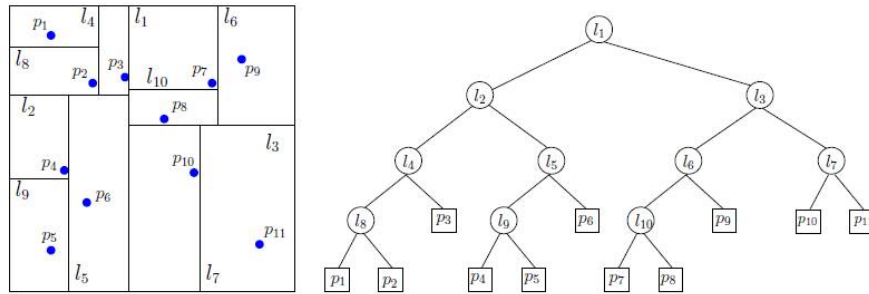 p1 l4 l1 l6
l8 p2 p3 p7 p9
l10
l2 p8
l3
p4 p10
l9 p6
p5 p11
l5 l7
l1
l2 l3
l4 l5 l6 l7
l8 p3 l9 p6 l10 p9 p10 p11
p1 p2 p4 p5 p7 p8